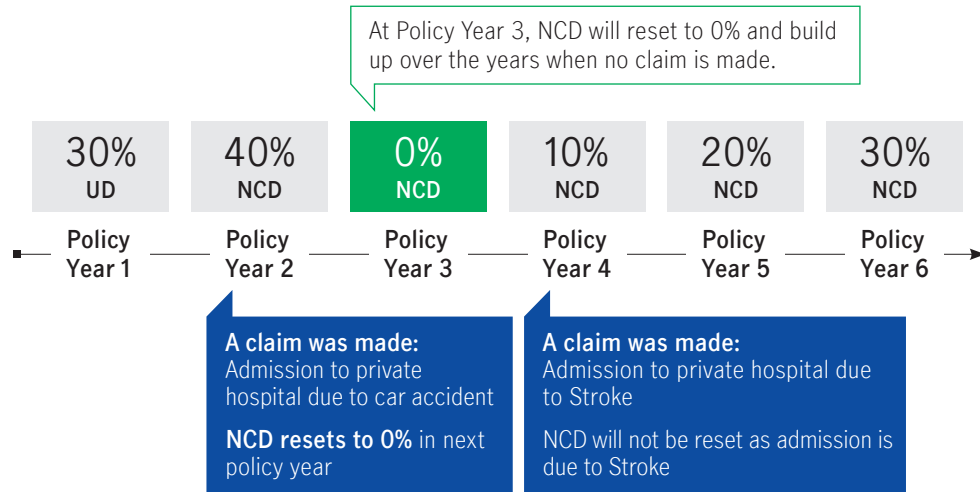 At Policy Year 3, NCD will reset to 0% and build
up over the years when no claim is made.
30%
UD
40%
NCD
0%
NCD
10%
NCD
20%
NCD
30%
NCD
Policy
Year 1
Policy
Year 2
Policy
Year 3
Policy
Year 4
Policy
Year 5
Policy
Year 6
A claim was made:
Admission to private
hospital due to car accident
NCD resets to 0% in next
policy year
A claim was made:
Admission to private hospital due
to Stroke
NCD will not be reset as admission is
due to Stroke